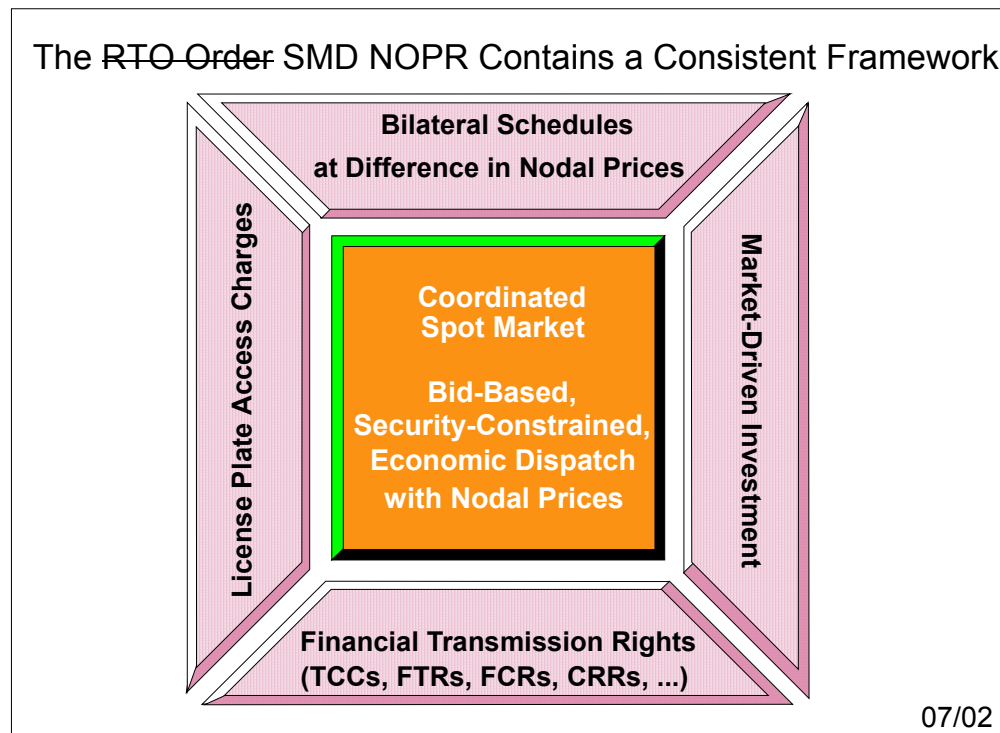 The RTO Order SMD NOPR Contains a Consistent Framework
Bilateral Schedules
at Difference in Nodal Prices
License Plate Access Charges
Coordinated
Spot Market
Bid-Based,
Security-Constrained,
Economic Dispatch
with Nodal Prices
Market-Driven Investment
Financial Transmission Rights
(TCCs, FTRs, FCRs, CRRs, ...)
07/02